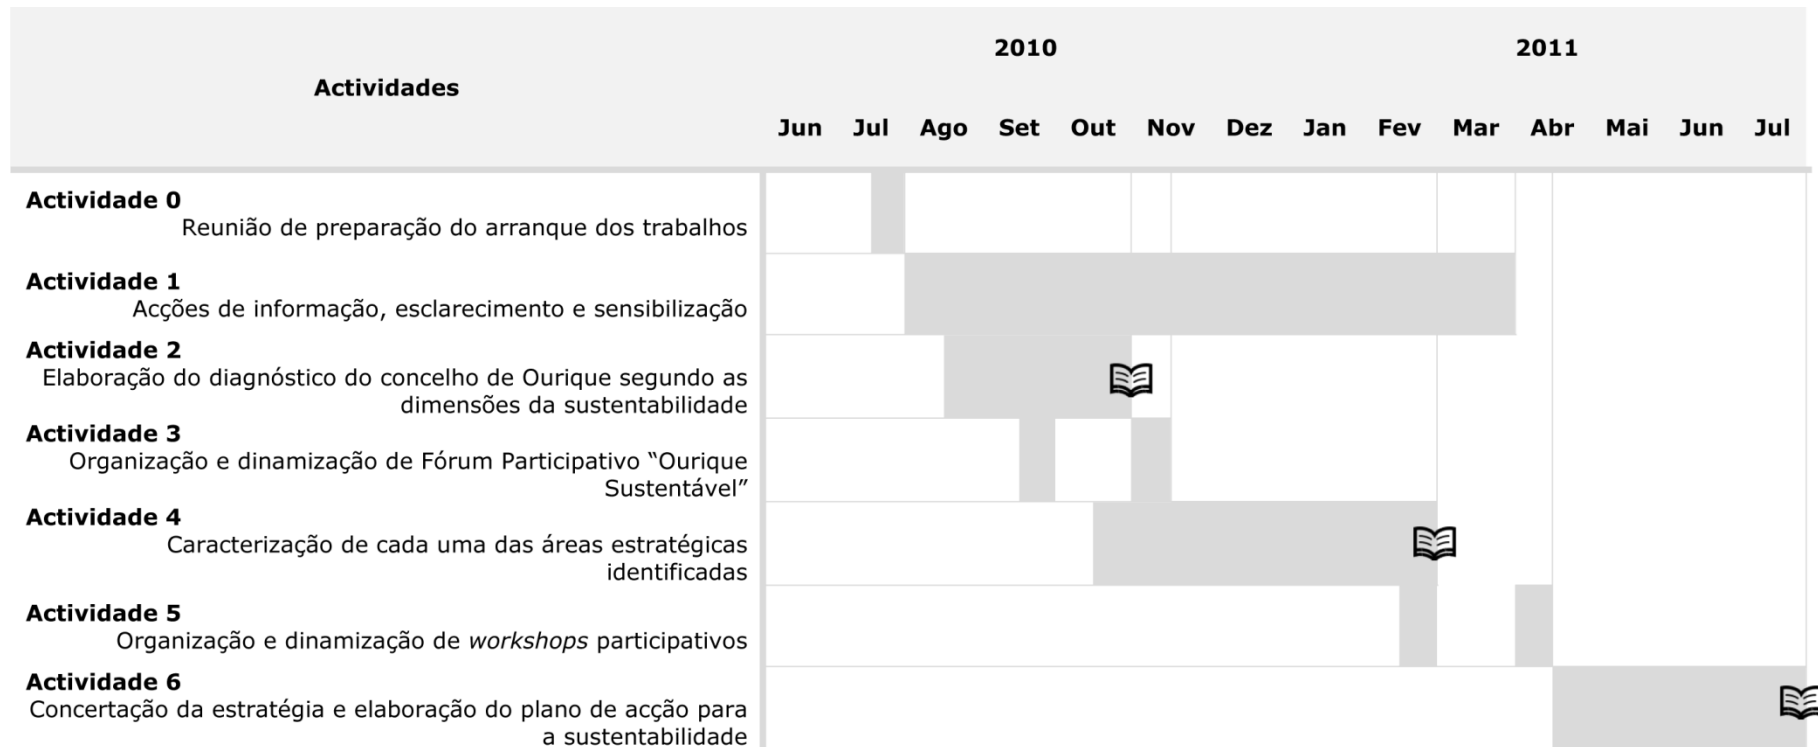 2010 2011
Actividades
Jun Jul Ago Set Out Nov Dez Jan Fev Mar Abr Mai Jun Jul
Actividade 0
Reunião de preparação do arranque dos trabalhos
Actividade 1
Acções de informação, esclarecimento e sensibilização
Actividade 2
Elaboração do diagnóstico do concelho de Ourique segundo as
dimensões da sustentabilidade
Actividade 3
Organização e dinamização de Fórum Participativo “Ourique
Sustentável”
Actividade 4
Caracterização de cada uma das áreas estratégicas
identificadas
Actividade 5
Organização e dinamização de workshops participativos
Actividade 6
Concertação da estratégia e elaboração do plano de acção para
a sustentabilidade